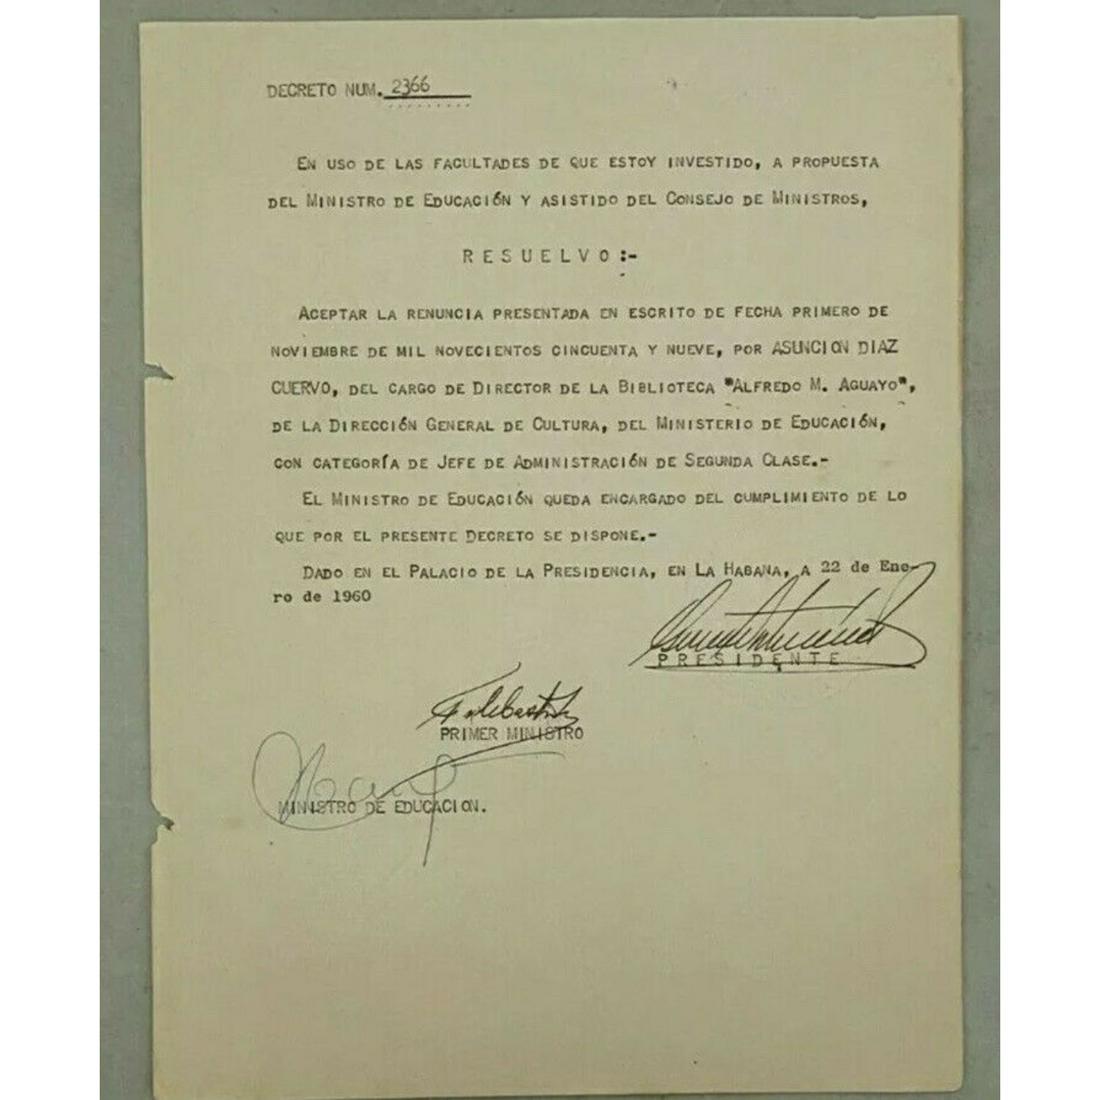 DECRETO NUM. 2366
EN USO DE LAS FACULTADES DE QUE ESTOY INVESTIDO, A PROPUESTA
DEL MINISTRO DE EDUCACIÓN Y ASISTIDO DEL CONSEJO DE MINISTROS,
RESUELVO:-
ACEPTAR LA RENUNCIA PRESENTADA EN ESCRITO DE FECHA PRIMERO DE
NOVIEMBRE DE MIL NOVECIENTOS CINCUENTA Y NUEVE, POR ASUNCION DIAZ
CUERVO, DEL CARGO DE DIRECTOR DE LA BIBLIOTECA "ALFREDO M. AGUAYO",
DE LA DIRECCIÓN GENERAL DE CULTURA, DEL MINISTERIO DE EDUCACIÓN,
CON CATEGORÍA DE JEFE DE ADMINISTRACIÓN DE SEGUNDA CLASE.-
EL MINISTRO DE EDUCACIÓN QUEDA ENCARGADO DEL CUMPLIMIENTO DE LO
QUE POR EL PRESENTE DECRETO SE DISPONE.-
DADO EN EL PALACIO DE LA PRESIDENCIA, EN LA HABANA, A 22 de Ene-
ro de 1960
PRESIDENTE
PRIMER MINISTRO
MINISTRO DE EDUCACION.